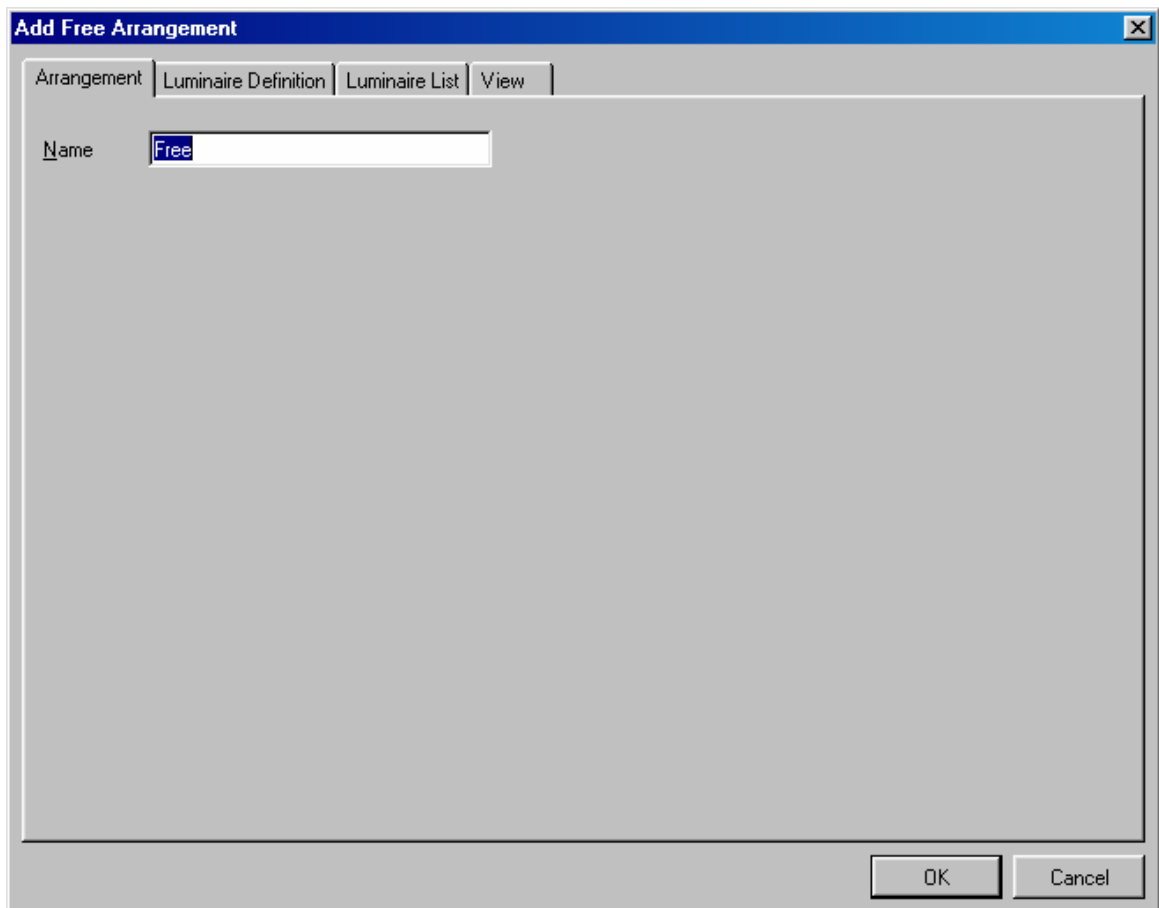 Add Free Arrangement
Arrangement Luminaire Definition Luminaire List View
Name Free
OK Cancel